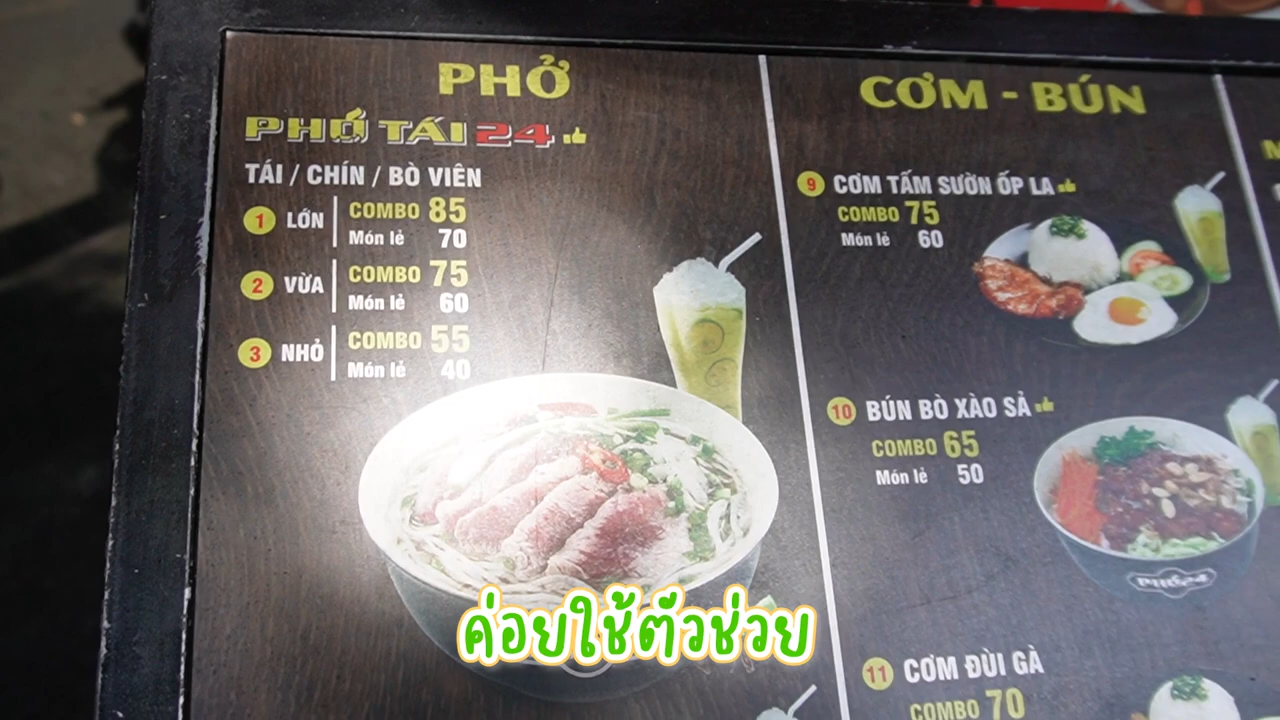 PHỞ
PHỞ TÁI 24
TÁI / CHÍN / BÒ VIÊN
1 LỚN
COMBO 85
Món lẻ 70
2 VỪA
COMBO 75
Món lẻ 60
3 NHỎ
COMBO 55
Món lẻ 40
CƠM - BÚN
9 CƠM TẤM SƯỜN ỐP LA
COMBO 75
Món lẻ 60
10 BÚN BÒ XÀO SẢ
COMBO 65
Món lẻ 50
PHỞ24
11 CƠM ĐÙI GÀ
COMBO 70
ค่อยใช้ตัวช่วย